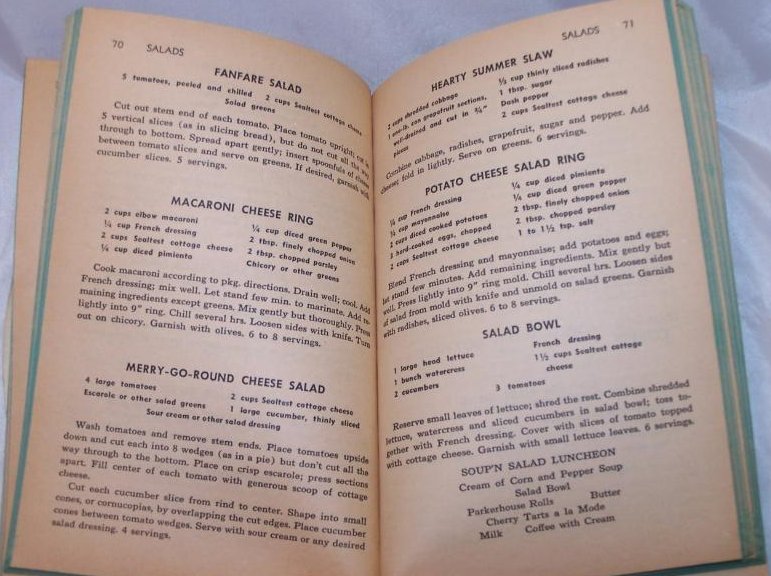 70 SALADS
FANFARE SALAD
5 tomatoes, peeled and chilled 2 cups Sealtest cottage cheese
Salad greens
Cut out stem end of each tomato. Place tomato upright; cut in
5 vertical slices (as in slicing bread), but do not cut all the way
through to bottom. Spread apart gently; insert spoonfuls of cheese
between tomato slices and serve on greens. If desired, garnish with
cucumber slices. 5 servings.
MACARONI CHEESE RING
2 cups elbow macaroni ¼ cup diced green pepper
¼ cup French dressing 2 tbsp. finely chopped onion
2 cups Sealtest cottage cheese 2 tbsp. chopped parsley
¼ cup diced pimiento Chicory or other greens
Cook macaroni according to pkg. directions. Drain well; cool. Add
French dressing; mix well. Let stand few min. to marinate. Add re-
maining ingredients except greens. Mix gently but thoroughly. Press
lightly into 9" ring. Chill several hrs. Loosen sides with knife. Turn
out on chicory. Garnish with olives. 6 to 8 servings.
MERRY-GO-ROUND CHEESE SALAD
4 large tomatoes 2 cups Sealtest cottage cheese
Escarole or other salad greens 1 large cucumber, thinly sliced
Sour cream or other salad dressing
Wash tomatoes and remove stem ends. Place tomatoes upside
down and cut each into 8 wedges (as in a pie) but don't cut all the
way through to the bottom. Place on crisp escarole; press sections
apart. Fill center of each tomato with generous scoop of cottage
cheese.
Cut each cucumber slice from rind to center. Shape into small
cones, or cornucopias, by overlapping the cut edges. Place cucumber
cones between tomato wedges. Serve with sour cream or any desired
salad dressing. 4 servings.
SALADS 71
HEARTY SUMMER SLAW
2 cups shredded cabbage ½ cup thinly sliced radishes
1 one-lb. can grapefruit sections, 1 tbsp. sugar
well-drained and cut in ¾" Dash pepper
pieces 2 cups Sealtest cottage cheese
Combine cabbage, radishes, grapefruit, sugar and pepper. Add
cheese; fold in lightly. Serve on greens. 6 servings.
POTATO CHEESE SALAD RING
¼ cup French dressing ¼ cup diced pimiento
¼ cup mayonnaise ¼ cup diced green pepper
2 cups diced cooked potatoes 2 tbsp. finely chopped onion
3 hard-cooked eggs, chopped 2 tbsp. chopped parsley
2 cups Sealtest cottage cheese 1 to 1½ tsp. salt
Blend French dressing and mayonnaise; add potatoes and eggs;
let stand few minutes. Add remaining ingredients. Mix gently but
well. Press lightly into 9" ring mold. Chill several hrs. Loosen sides
of salad from mold with knife and unmold on salad greens. Garnish
with radishes, sliced olives. 6 to 8 servings.
SALAD BOWL
1 large head lettuce French dressing
1 bunch watercress 1½ cups Sealtest cottage
2 cucumbers cheese
3 tomatoes
Reserve small leaves of lettuce; shred the rest. Combine shredded
lettuce, watercress and sliced cucumbers in salad bowl; toss to-
gether with French dressing. Cover with slices of tomato topped
with cottage cheese. Garnish with small lettuce leaves. 6 servings.
SOUP'N SALAD LUNCHEON
Cream of Corn and Pepper Soup
Salad Bowl
Parkerhouse Rolls Butter
Cherry Tarts a la Mode
Milk Coffee with Cream